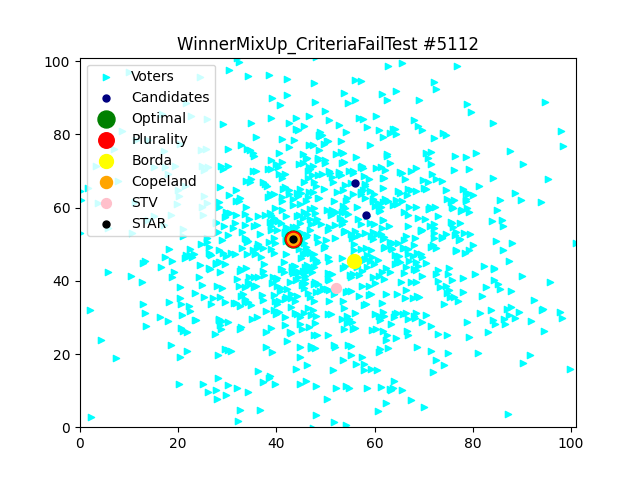 WinnerMixUp_CriteriaFailTest #5112
100
80
60
40
20
0
Voters
Candidates
Optimal
Plurality
Borda
Copeland
STV
STAR
0 20 40 60 80 100